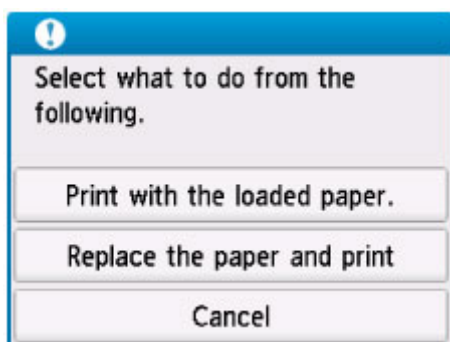 Select what to do from the
following.
Print with the loaded paper.
Replace the paper and print
Cancel